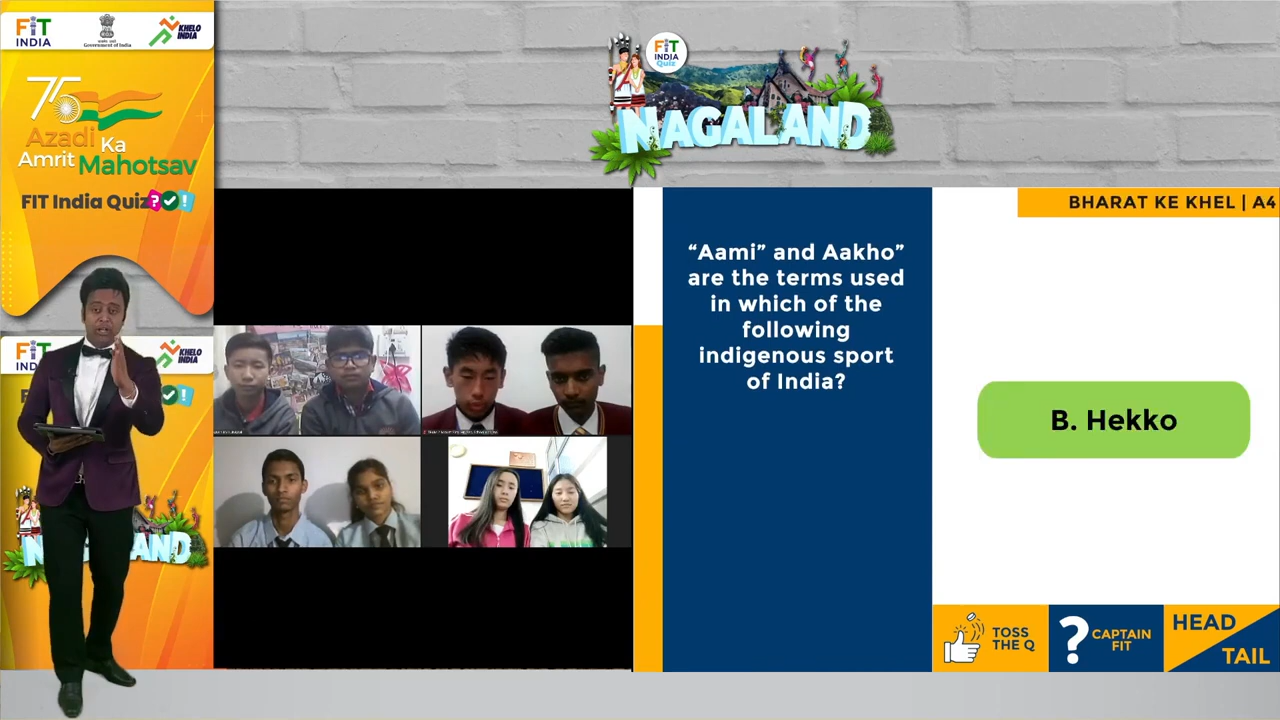 FiT
INDIA
Government of India
KHELO
INDIA
75
Azadi
Ka
Amrit
Mahotsav
FIT India Quiz?!
FiT
INDIA
Quiz
NAGALAND
BHARAT KE KHEL | A4
“Aami” and Aakho”
are the terms used
in which of the
following
indigenous sport
of India?
B. Hekko
TOSS
THE Q
?
CAPTAIN
FIT
HEAD
TAIL
KHELO
INDIA